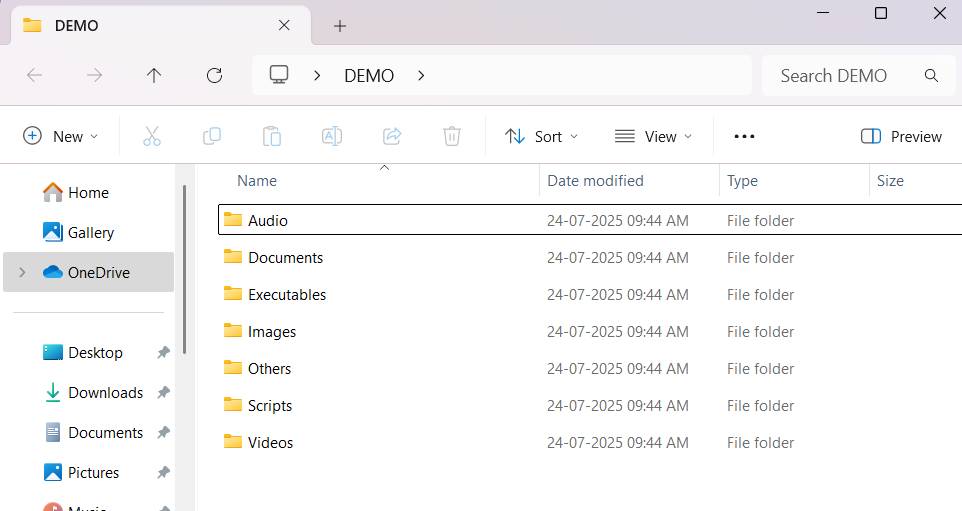 DEMO
DEMO
Search DEMO
New
Sort
View
Preview
Name Date modified Type Size
Home
Gallery
OneDrive
Desktop
Downloads
Documents
Pictures
Music
Audio 24-07-2025 09:44 AM File folder
Documents 24-07-2025 09:44 AM File folder
Executables 24-07-2025 09:44 AM File folder
Images 24-07-2025 09:44 AM File folder
Others 24-07-2025 09:44 AM File folder
Scripts 24-07-2025 09:44 AM File folder
Videos 24-07-2025 09:44 AM File folder